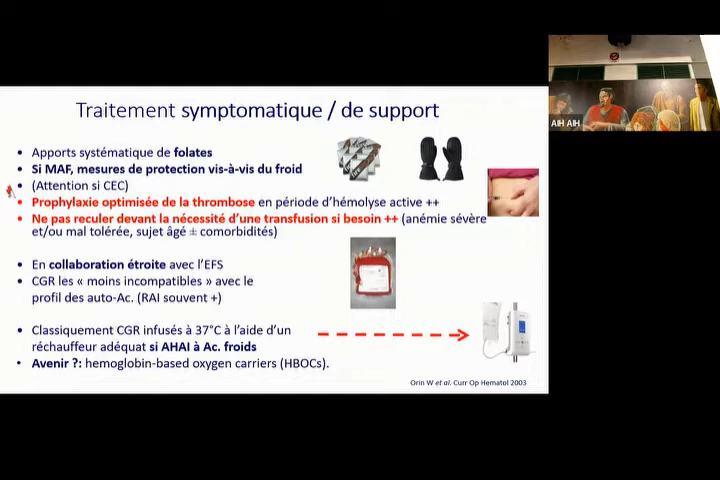 Traitement symptomatique / de support
• Apports systématique de folates
• Si MAF, mesures de protection vis-à-vis du froid
• (Attention si CEC)
• Prophylaxie optimisée de la thrombose en période d'hémolyse active ++
• Ne pas reculer devant la nécessité d'une transfusion si besoin ++ (anémie sévère
et/ou mal tolérée, sujet âgé ± comorbidités)
• En collaboration étroite avec l'EFS
• CGR les « moins incompatibles » avec le
profil des auto-Ac. (RAI souvent +)
• Classiquement CGR infusés à 37°C à l'aide d'un
réchauffeur adéquat si AHAI à Ac. froids
• Avenir ?: hemoglobin-based oxygen carriers (HBOCs).
Orin W et al. Curr Op Hematol 2003
AIH AIH